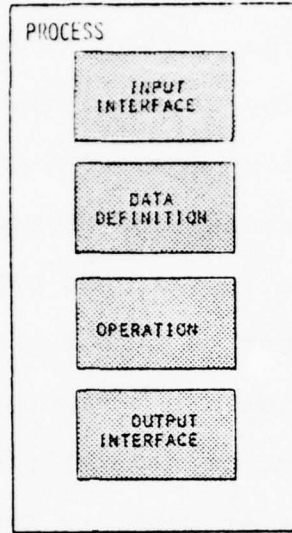 PROCESS
INPUT
INTERFACE
DATA
DEFINITION
OPERATION
OUTPUT
INTERFACE